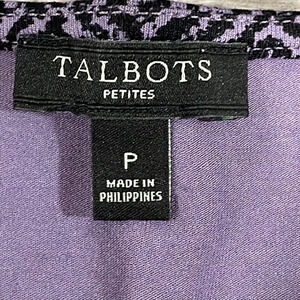 TALBOTS
PETITES
P
MADE IN
PHILIPPINES